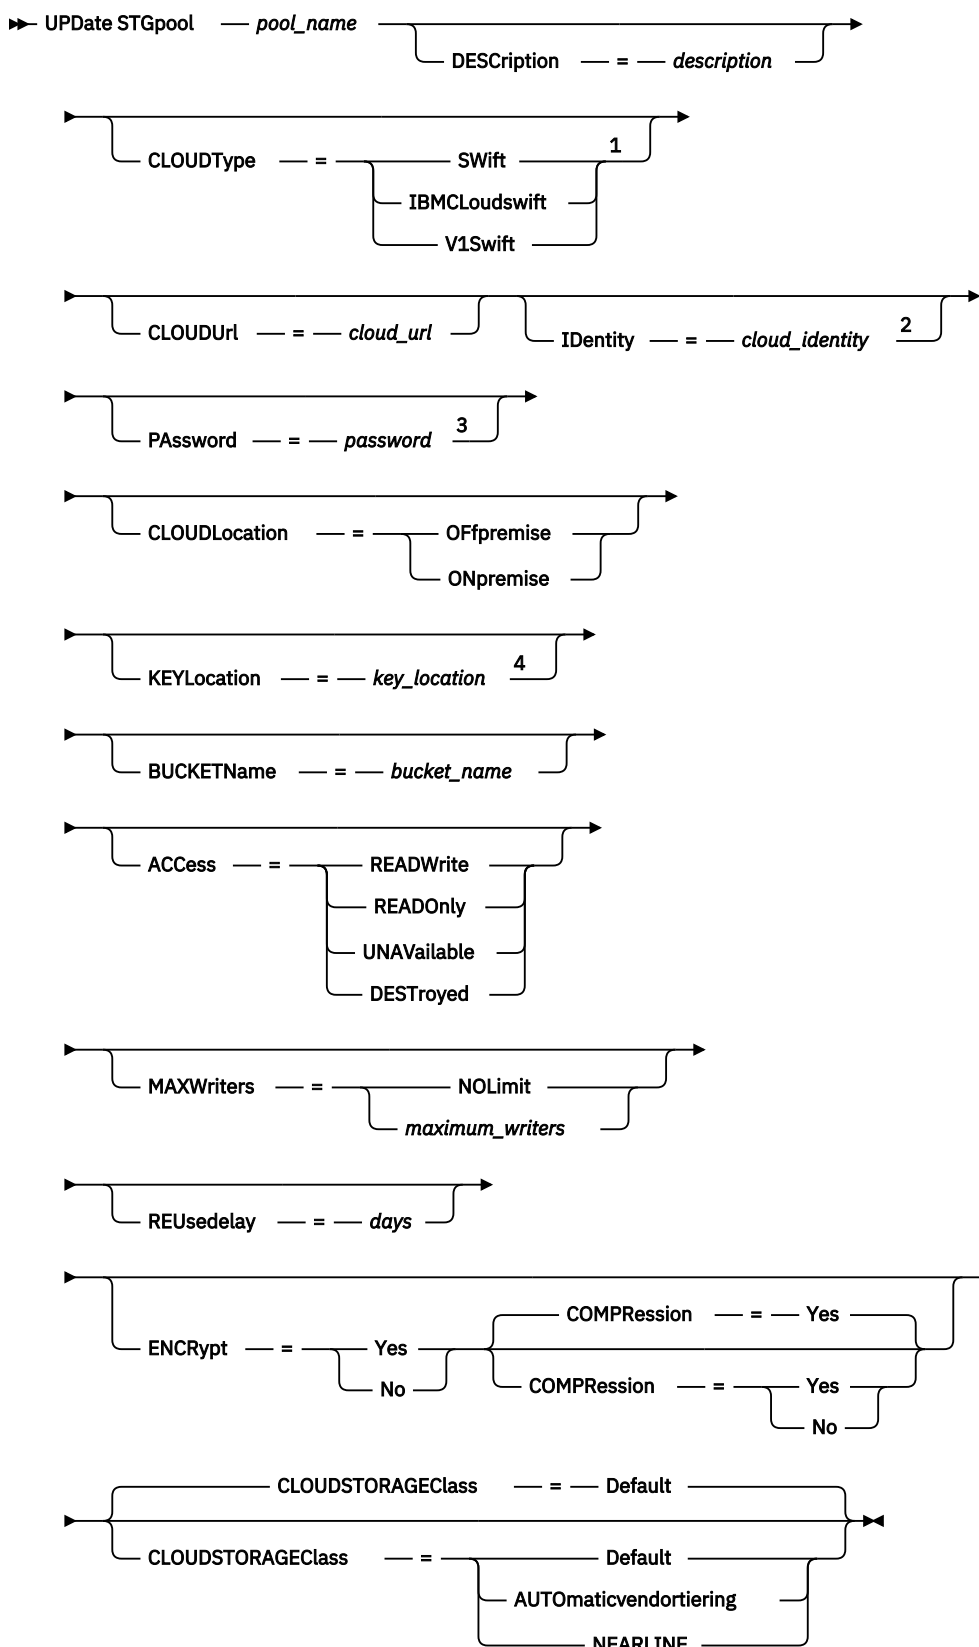 UPDate STGpool pool_name
DESCription = description
1
CLOUDType = SWift
IBMCLoudswift
V1Swift
CLOUDUrl = cloud_url
IDentity = cloud_identity 2
PAssword = password 3
CLOUDLocation = OFfpremise
ONpremise
KEYLocation = key_location 4
BUCKETName = bucket_name
ACCess = READWrite
READOnly
UNAVailable
DESTroyed
MAXWriters = NOLimit
maximum_writers
REUsedelay = days
COMPRession = Yes
ENCRypt = Yes
No
COMPRession = Yes
No
CLOUDSTORAGEClass = Default
CLOUDSTORAGEClass = Default
AUTOmaticvendortiering
NEARLINE